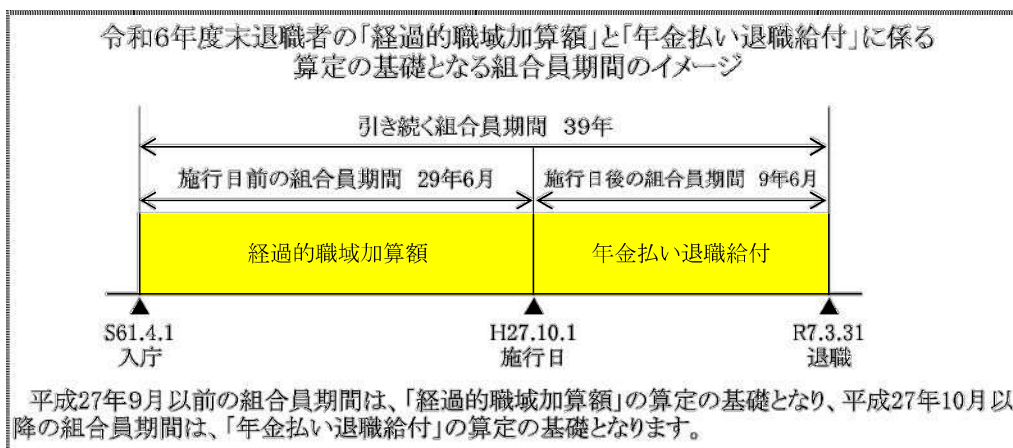 令和6年度末退職者の「経過的職域加算額」と「年金払い退職給付」に係る
算定の基礎となる組合員期間のイメージ
引き続く組合員期間 39年
施行日前の組合員期間 29年6月
施行日後の組合員期間 9年6月
経過的職域加算額
年金払い退職給付
S61.4.1
入庁
H27.10.1
施行日
R7.3.31
退職
平成27年9月以前の組合員期間は、「経過的職域加算額」の算定の基礎となり、平成27年10月以
降の組合員期間は、「年金払い退職給付」の算定の基礎となります。